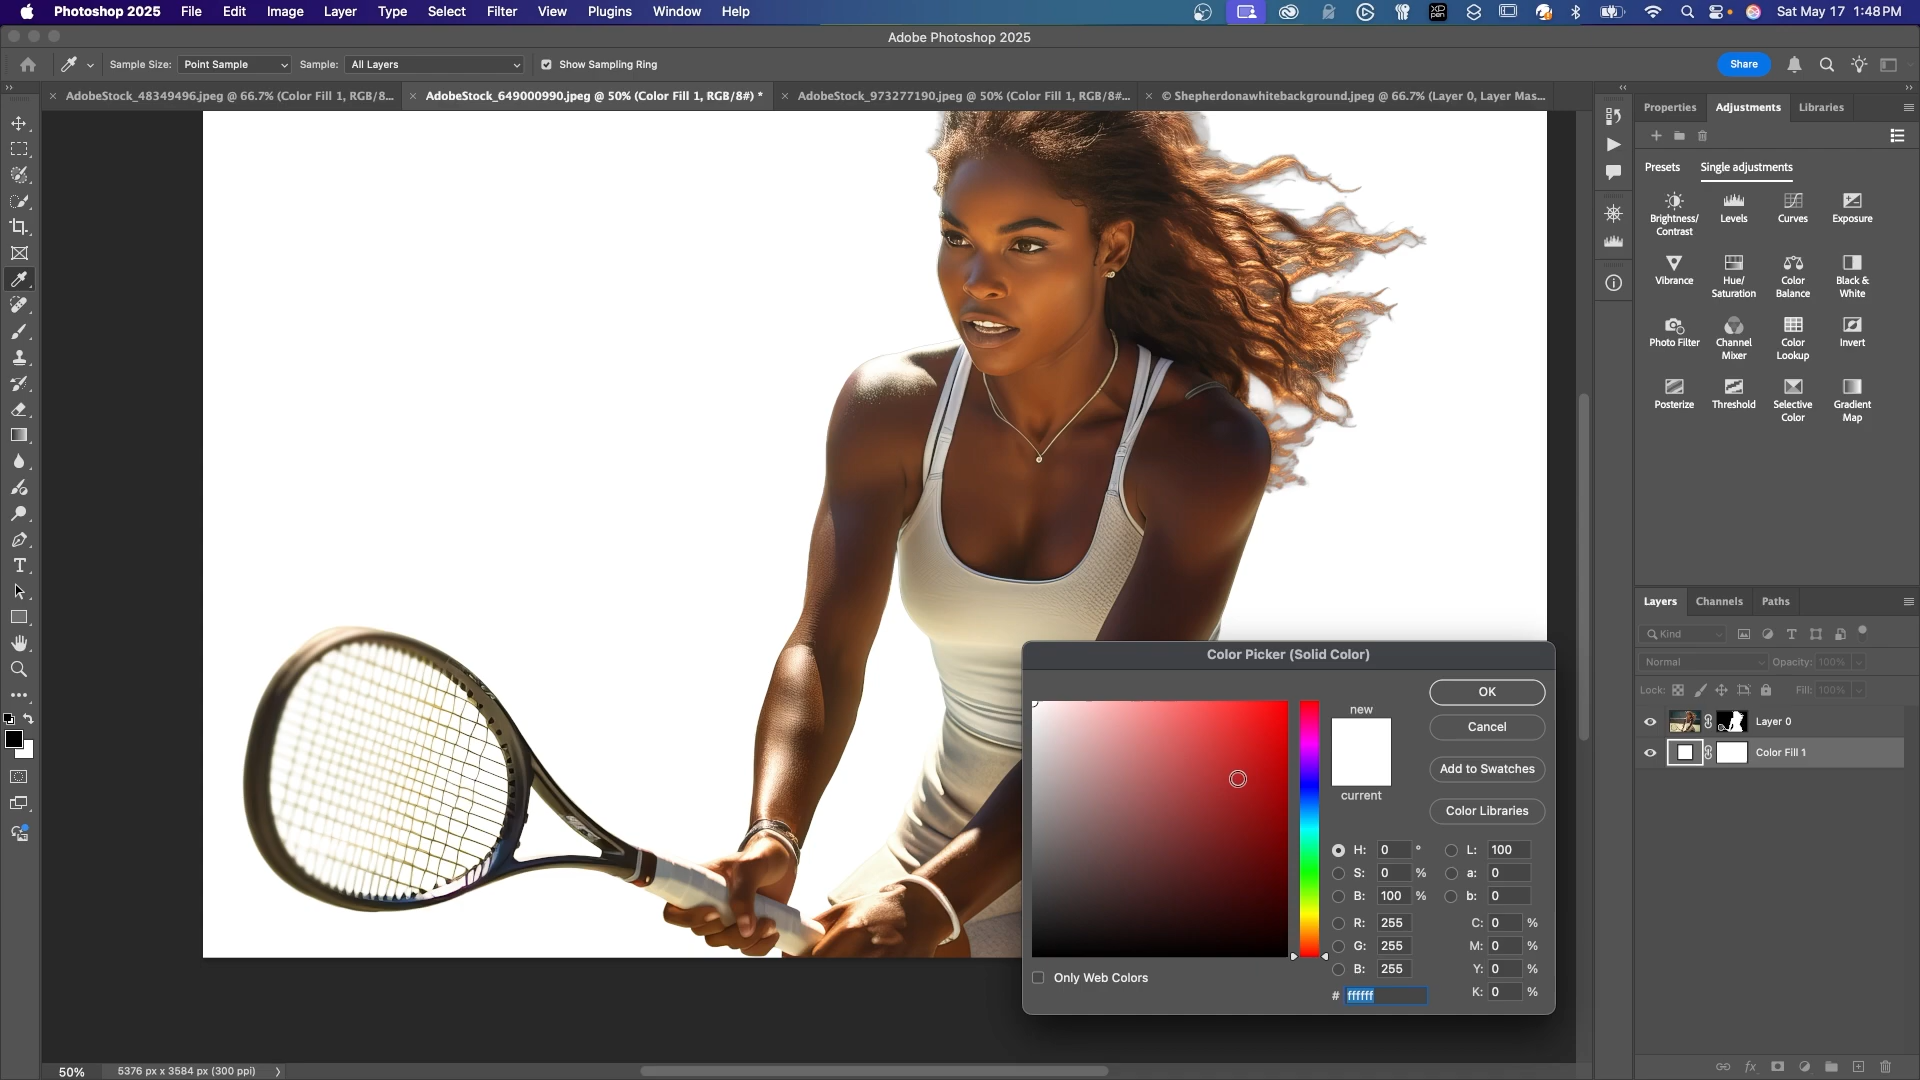 Photoshop 2025 File Edit Image Layer Type Select Filter View Plugins Window Help
XP PEN
Sat May 17 1:48 PM
Adobe Photoshop 2025
Sample Size: Point Sample Sample: All Layers Show Sampling Ring
Share
AdobeStock_48349496.jpeg @ 66.7% (Color Fill 1, RGB/8...
AdobeStock_649000990.jpeg @ 50% (Color Fill 1, RGB/8#) *
AdobeStock_973277190.jpeg @ 50% (Color Fill 1, RGB/8#...
© Shepherdonawhitebackground.jpeg @ 66.7% (Layer 0, Layer Mas...
Properties Adjustments Libraries
Presets Single adjustments
Brightness/
Contrast
Levels
Curves
Exposure
Vibrance
Hue/
Saturation
Color
Balance
Black &
White
Photo Filter
Channel
Mixer
Color
Lookup
Invert
Posterize
Threshold
Selective
Color
Gradient
Map
Layers Channels Paths
Kind
Normal Opacity: 100%
Lock: Fill: 100%
Layer 0
Color Fill 1
Color Picker (Solid Color)
new
current
OK
Cancel
Add to Swatches
Color Libraries
H: 0 ° L: 100
S: 0 % a: 0
B: 100 % b: 0
R: 255 C: 0 %
G: 255 M: 0 %
B: 255 Y: 0 %
# ffffff K: 0 %
Only Web Colors
50% 5376 px x 3584 px (300 ppi)